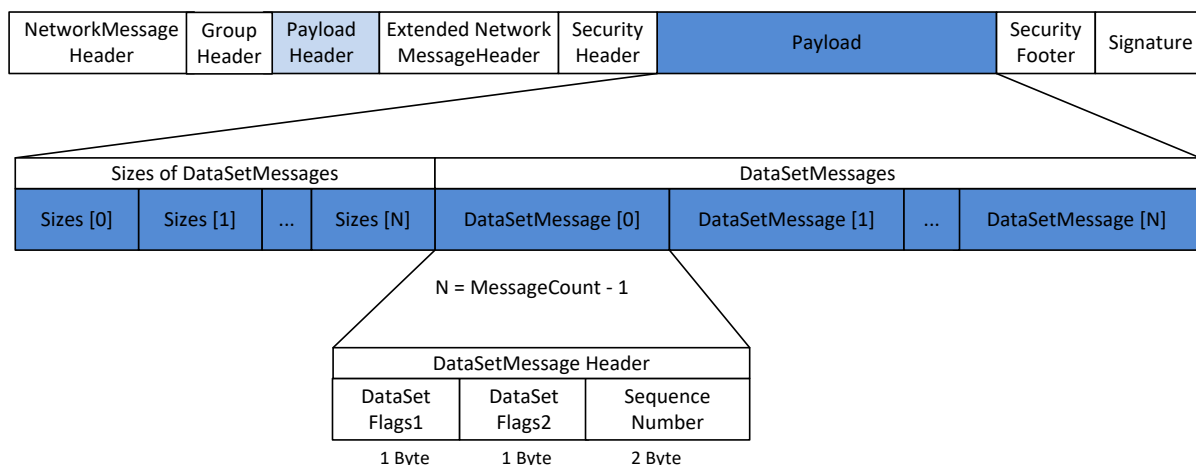 NetworkMessage
Header
Group
Header
Payload
Header
Extended Network
MessageHeader
Security
Header
Payload
Security
Footer
Signature
Sizes of DataSetMessages
DataSetMessages
Sizes [0]
Sizes [1]
...
Sizes [N]
DataSetMessage [0]
DataSetMessage [1]
...
DataSetMessage [N]
N = MessageCount - 1
DataSetMessage Header
DataSet
Flags1
DataSet
Flags2
Sequence
Number
1 Byte
1 Byte
2 Byte